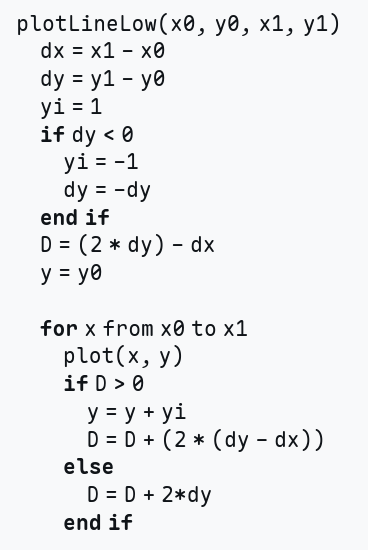 plotLineLow(x0, y0, x1, y1)
    dx = x1 – x0
    dy = y1 – y0
    yi = 1
    if dy < 0
        yi = –1
        dy = –dy
    end if
    D = (2 * dy) – dx
    y = y0

    for x from x0 to x1
        plot(x, y)
        if D > 0
            y = y + yi
            D = D + (2 * (dy – dx))
        else
            D = D + 2*dy
        end if